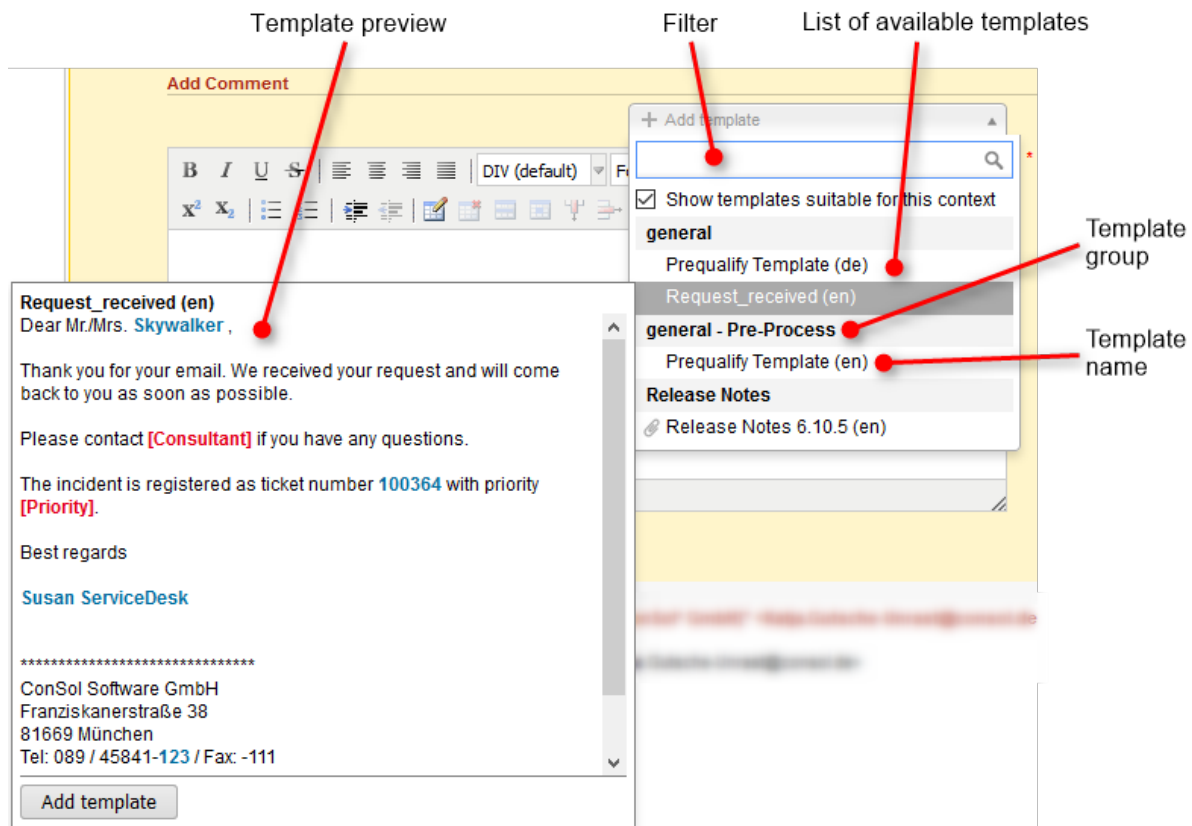 Template preview
Filter
List of available templates
Add Comment
Add template
*
B I U S DIV (default)
x² X₂
Show templates suitable for this context
general
Prequalify Template (de)
Request_received (en)
general - Pre-Process
Prequalify Template (en)
Release Notes
Release Notes 6.10.5 (en)
Template
group
Template
name
Request_received (en)
Dear Mr./Mrs. Skywalker ,
Thank you for your email. We received your request and will come
back to you as soon as possible.
Please contact [Consultant] if you have any questions.
The incident is registered as ticket number 100364 with priority
[Priority].
Best regards
Susan ServiceDesk
*******************************
ConSol Software GmbH
Franziskanerstraße 38
81669 München
Tel: 089 / 45841-123 / Fax: -111
Add template